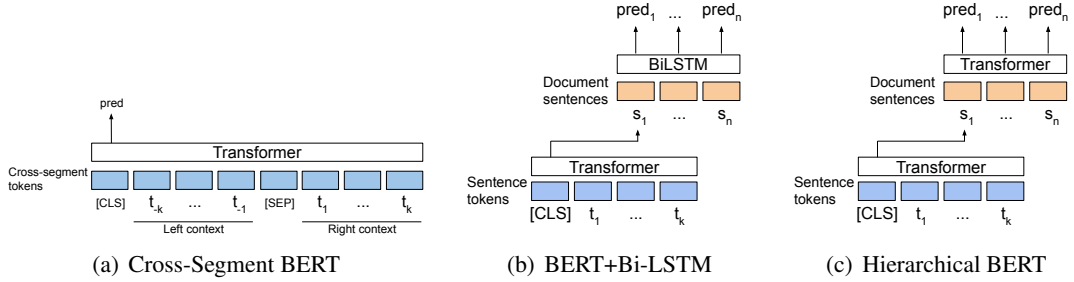 pred
Transformer
Cross-segment
tokens
[CLS] t-k ... t-1 [SEP] t1 ... tk
Left context Right context
(a) Cross-Segment BERT
pred1 ... predn
BiLSTM
Document
sentences
s1 ... sn
Transformer
Sentence
tokens
[CLS] t1 ... tk
(b) BERT+Bi-LSTM
pred1 ... predn
Transformer
Document
sentences
s1 ... sn
Transformer
Sentence
tokens
[CLS] t1 ... tk
(c) Hierarchical BERT